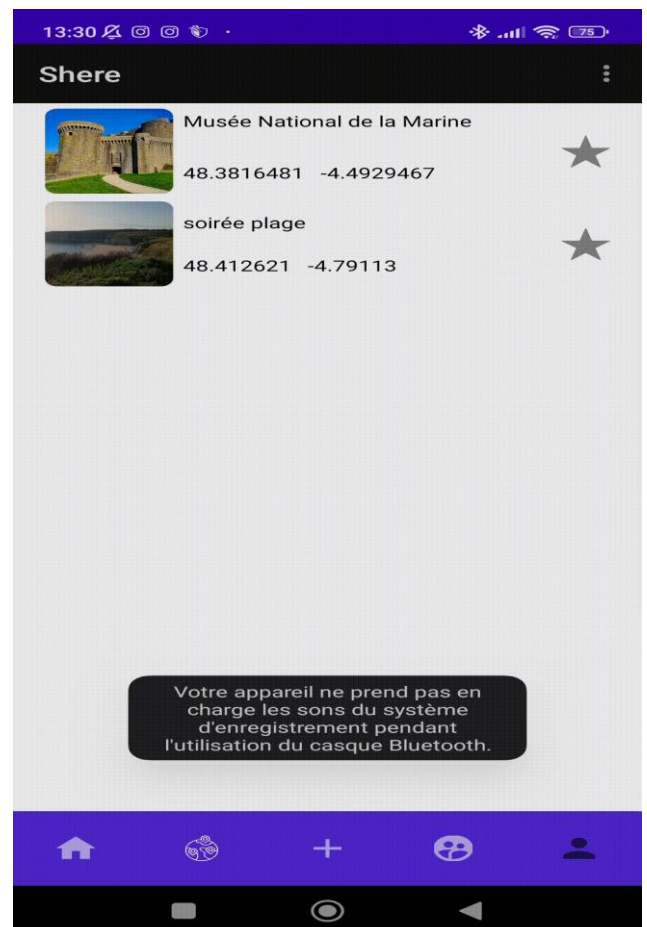 13:30
75
Shere
Musée National de la Marine
48.3816481 -4.4929467
soirée plage
48.412621 -4.79113
Votre appareil ne prend pas en
charge les sons du système
d'enregistrement pendant
l'utilisation du casque Bluetooth.